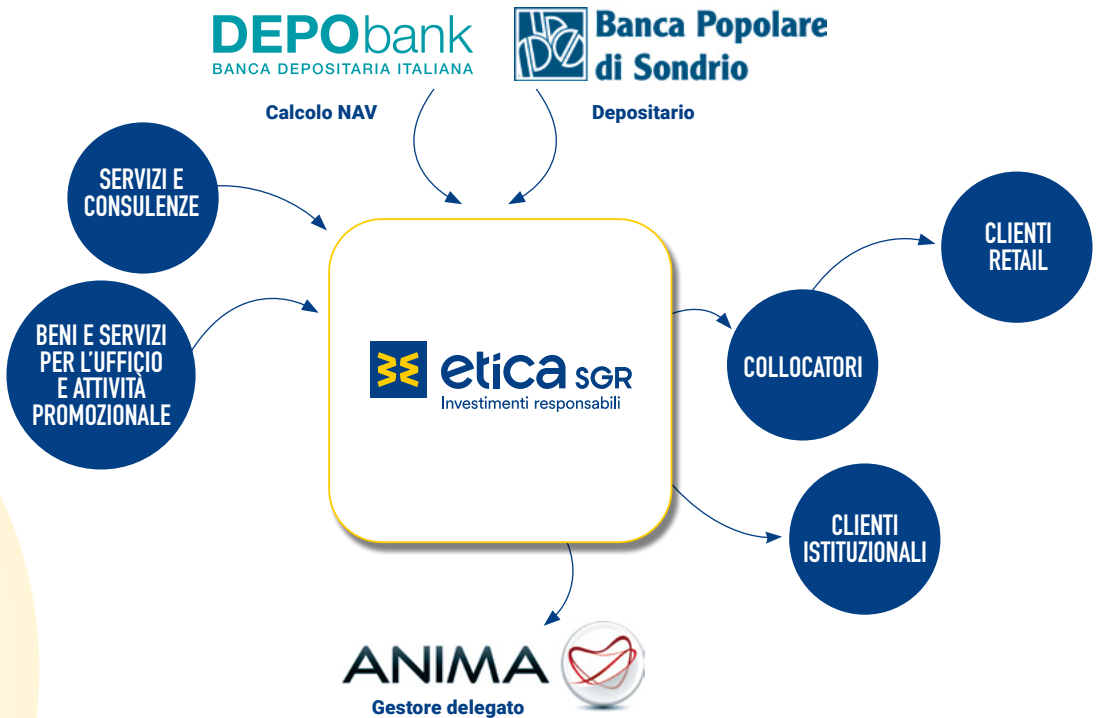 DEPObank
BANCA DEPOSITARIA ITALIANA
Banca Popolare
di Sondrio
Calcolo NAV
Depositario
SERVIZI E
CONSULENZE
CLIENTI
RETAIL
BENI E SERVIZI
PER L'UFFICIO
E ATTIVITÀ
PROMOZIONALE
etica SGR
Investimenti responsabili
COLLOCATORI
CLIENTI
ISTITUZIONALI
ANIMA
Gestore delegato